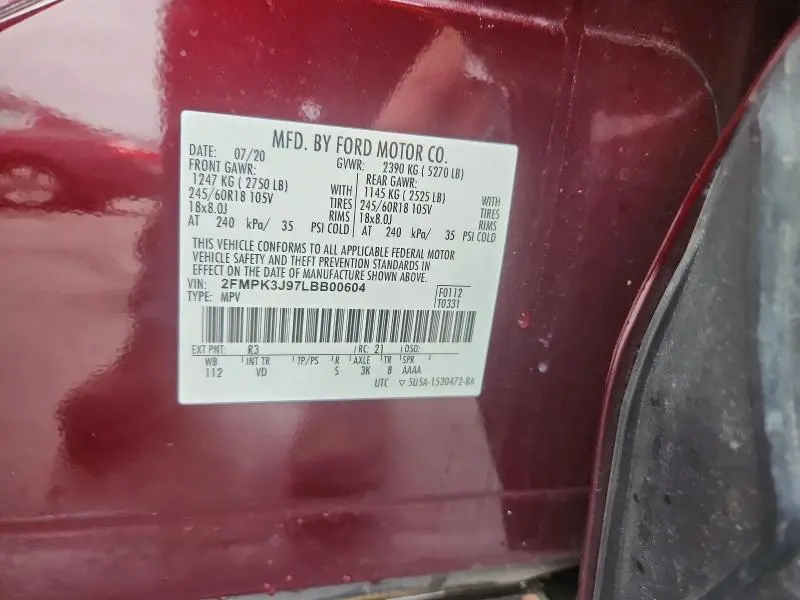 MFD. BY FORD MOTOR CO.
DATE: 07/20 GVWR: 2390 KG ( 5270 LB)
FRONT GAWR: REAR GAWR:
1247 KG ( 2750 LB) WITH 1145 KG ( 2525 LB) WITH
245/60R18 105V TIRES 245/60R18 105V TIRES
18x8.0J RIMS 18x8.0J RIMS
AT 240 kPa/ 35 PSI COLD AT 240 kPa/ 35 PSI COLD
THIS VEHICLE CONFORMS TO ALL APPLICABLE FEDERAL MOTOR
VEHICLE SAFETY AND THEFT PREVENTION STANDARDS IN
EFFECT ON THE DATE OF MANUFACTURE SHOWN ABOVE.
VIN: 2FMPK3J97LBB00604 F0112
TYPE: MPV T0331
EXT PNT: R3 RC: 21 DSO:
WB INT TR TP/PS R AXLE TR SPR
112 VD S 3K 8 AAAA
UTC ▽ 5U5A-1520472-BA